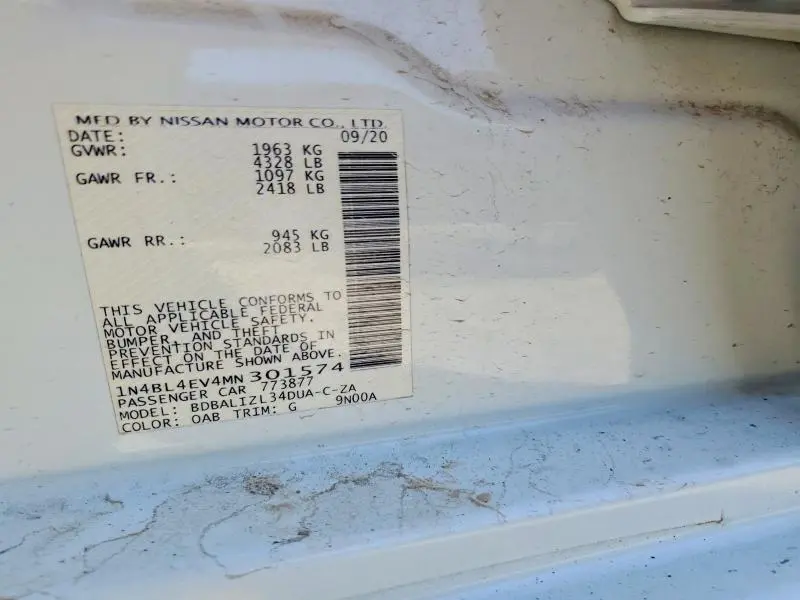 MFD BY NISSAN MOTOR CO., LTD.
DATE: 09/20
GVWR: 1963 KG
4328 LB
GAWR FR.: 1097 KG
2418 LB
GAWR RR.: 945 KG
2083 LB
THIS VEHICLE CONFORMS TO
ALL APPLICABLE FEDERAL
MOTOR VEHICLE SAFETY,
BUMPER, AND THEFT
PREVENTION STANDARDS IN
EFFECT ON THE DATE OF
MANUFACTURE SHOWN ABOVE.
1N4BL4EV4MN301574
PASSENGER CAR 773877
MODEL: BDBALIZL34DUA-C-ZA
COLOR: QAB TRIM: G 9N00A